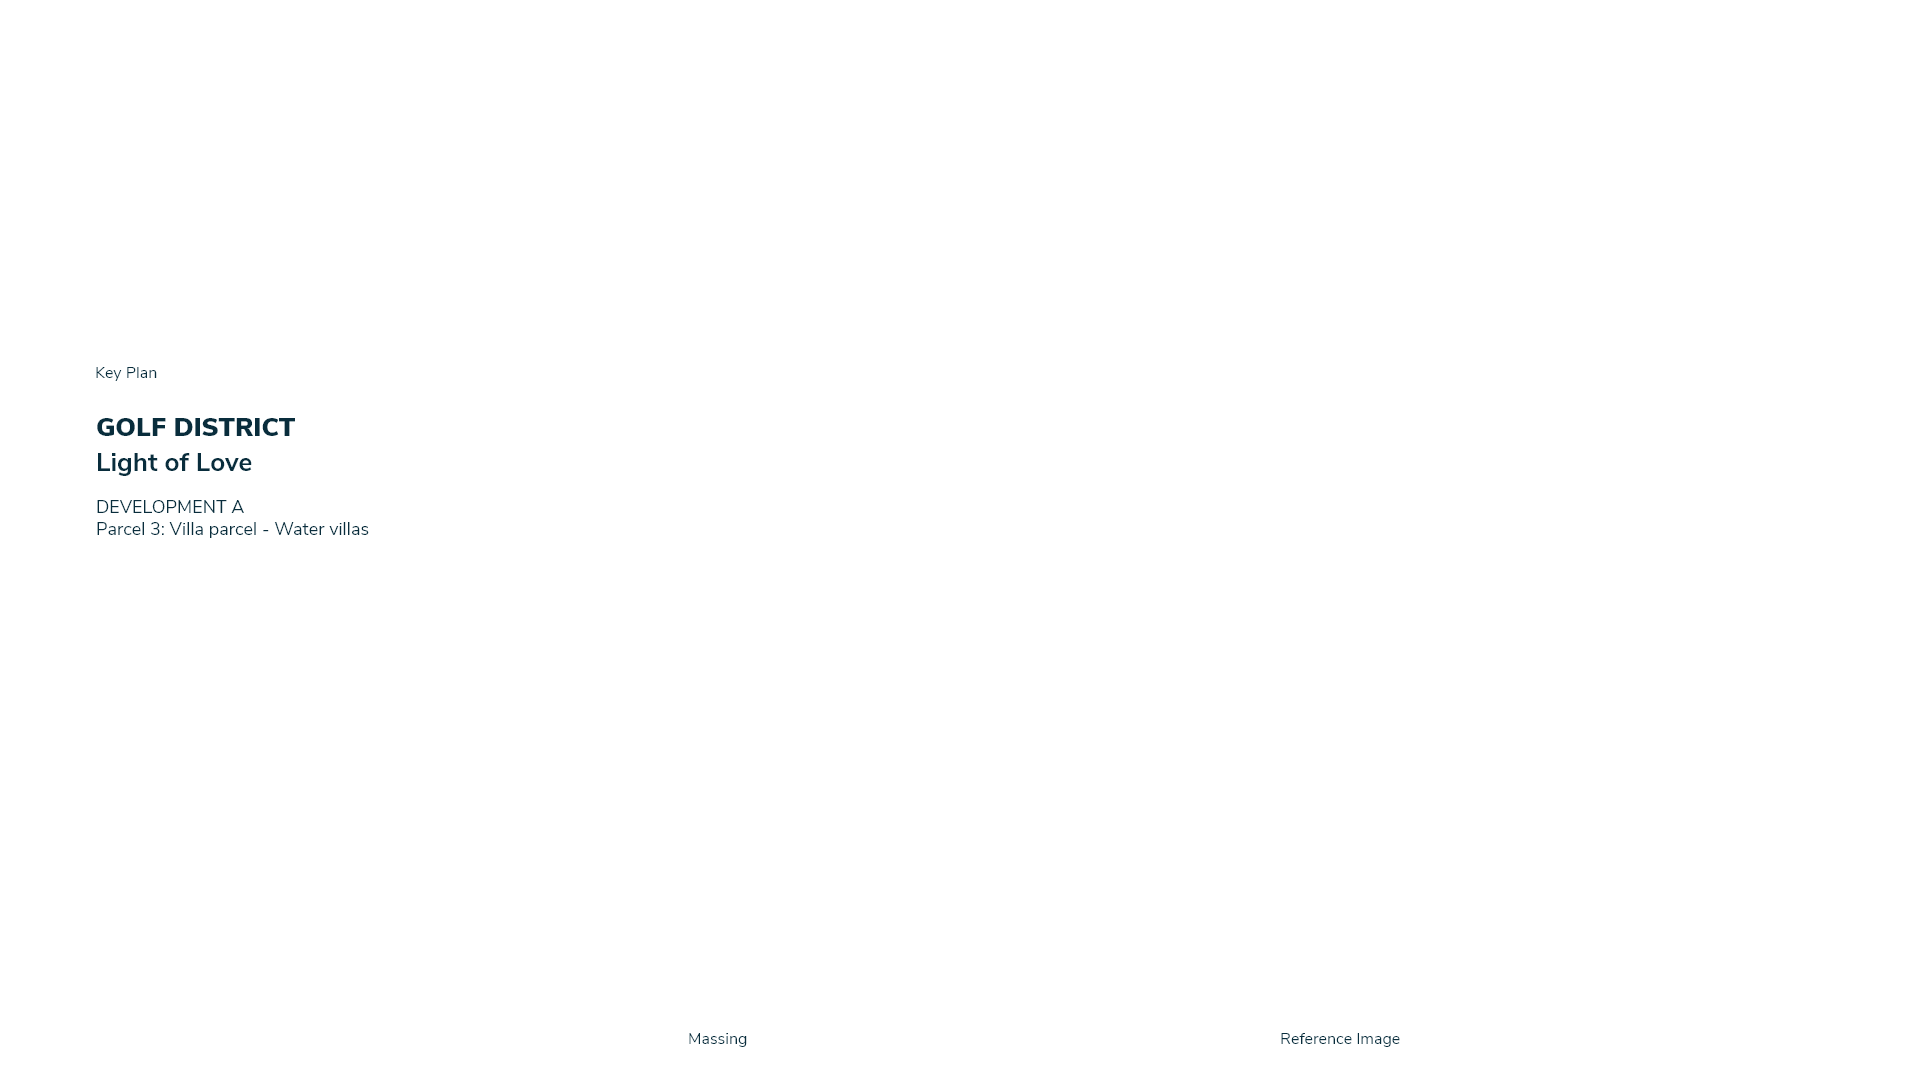 Key Plan
GOLF DISTRICT
Light of Love
DEVELOPMENT A
Parcel 3: Villa parcel - Water villas
Massing
Reference Image